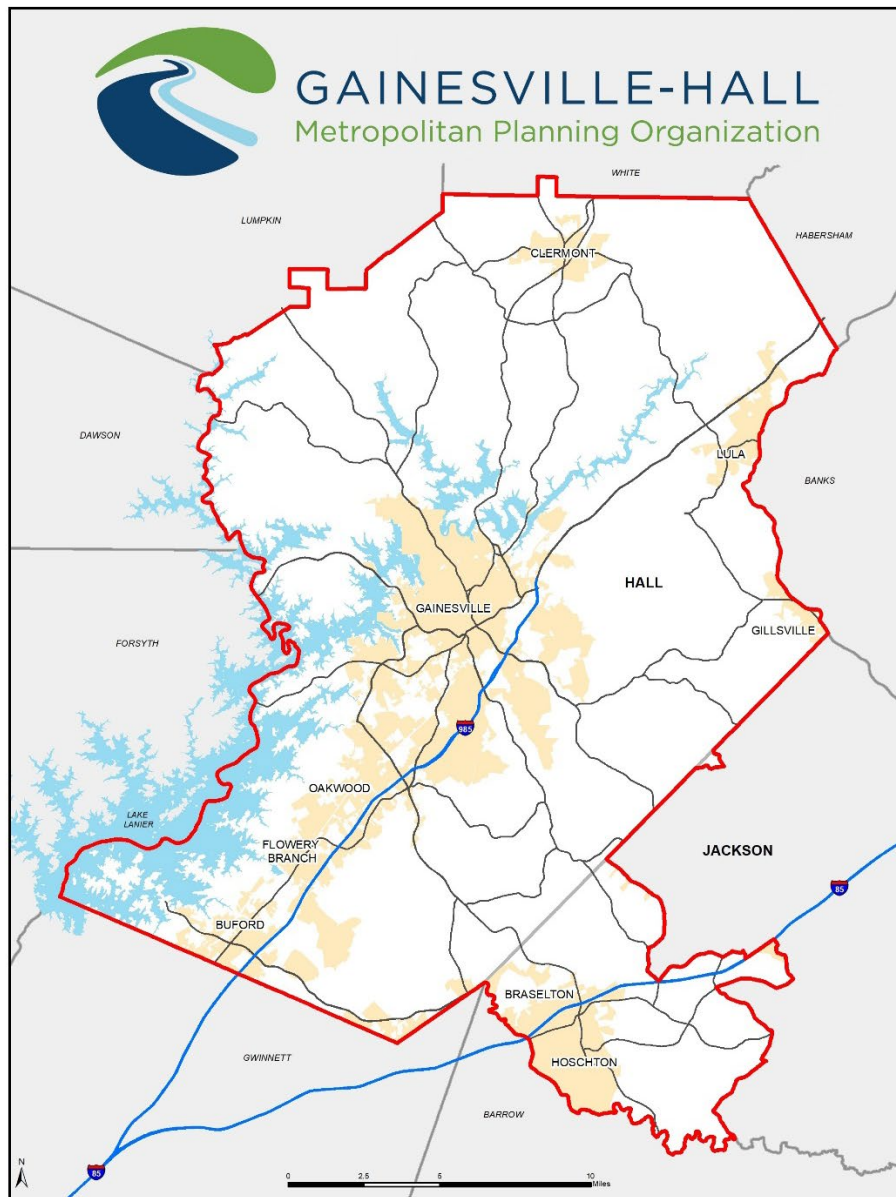 GAINESVILLE-HALL
Metropolitan Planning Organization
WHITE
LUMPKIN
HABERSHAM
CLERMONT
DAWSON
LULA
BANKS
HALL
GAINESVILLE
GILLSVILLE
FORSYTH
985
OAKWOOD
LAKE
LANIER
FLOWERY
BRANCH
JACKSON
85
BUFORD
BRASELTON
GWINNETT
HOSCHTON
BARROW
85
N
0 2.5 5 10
Miles